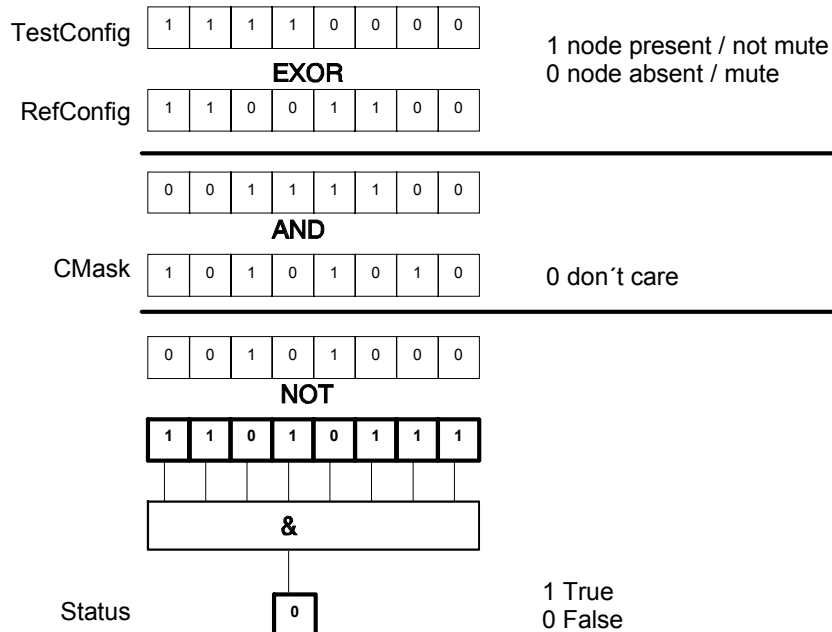 TestConfig 1 1 1 1 0 0 0 0
1 node present / not mute
EXOR
0 node absent / mute
RefConfig 1 1 0 0 1 1 0 0
0 0 1 1 1 1 0 0
AND
CMask 1 0 1 0 1 0 1 0 0 don´t care
0 0 1 0 1 0 0 0
NOT
1 1 0 1 0 1 1 1
&
1 True
Status 0
0 False